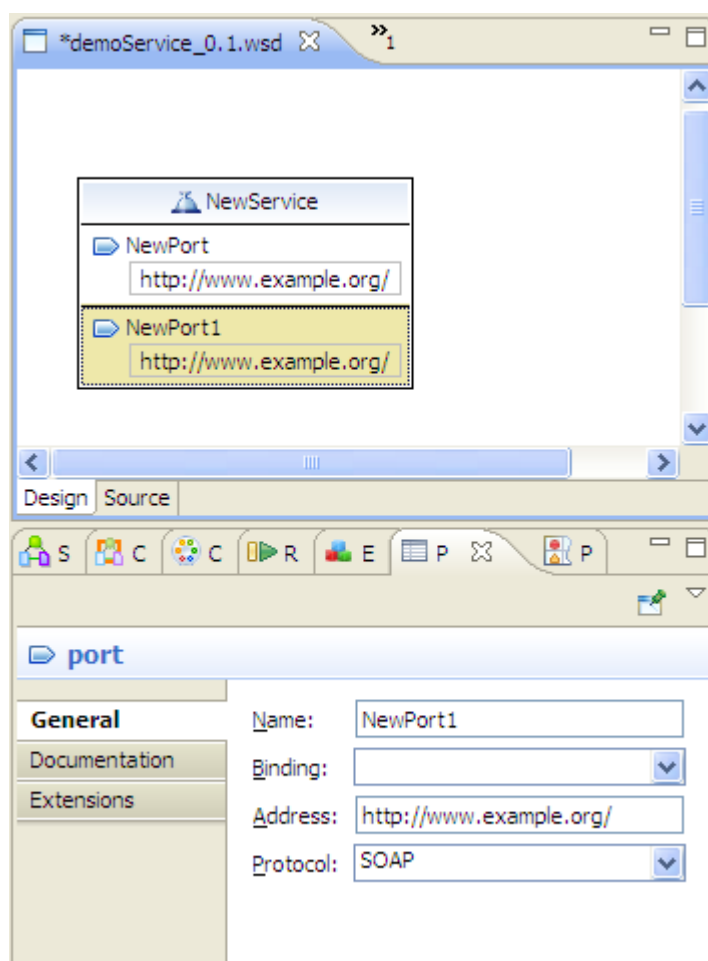 *demoService_0.1.wsd »1
NewService
NewPort
http://www.example.org/
NewPort1
http://www.example.org/
Design Source
S C C R E P P
port
General
Name: NewPort1
Documentation
Binding:
Extensions
Address: http://www.example.org/
Protocol: SOAP